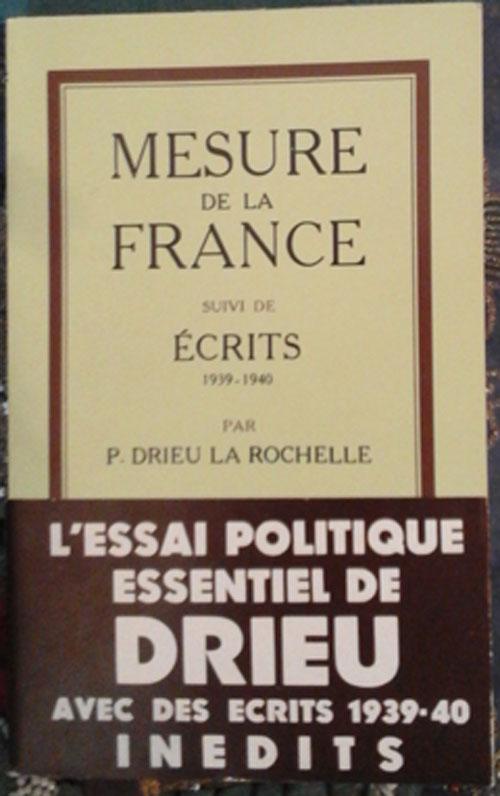 MESURE
DE LA
FRANCE
SUIVI DE
ÉCRITS
1939-1940
PAR
P. DRIEU LA ROCHELLE
L'ESSAI POLITIQUE
ESSENTIEL DE
DRIEU
AVEC DES ECRITS 1939-40
INEDITS